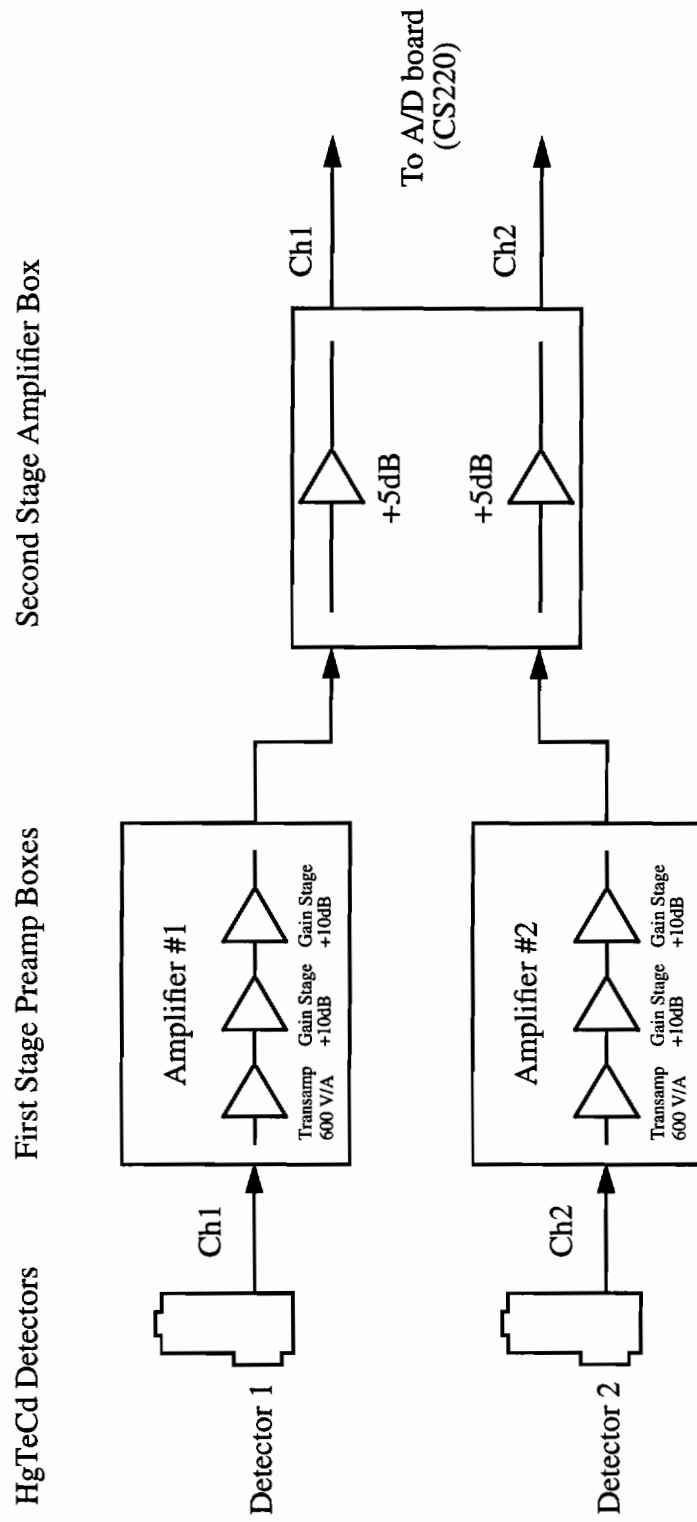 HgTeCd Detectors
First Stage Preamp Boxes
Second Stage Amplifier Box
Detector 1
Ch1
Amplifier #1
Transamp
600 V/A
Gain Stage
+10dB
Gain Stage
+10dB
+5dB
Ch1
To A/D board
(CS220)
Detector 2
Ch2
Amplifier #2
Transamp
600 V/A
Gain Stage
+10dB
Gain Stage
+10dB
+5dB
Ch2